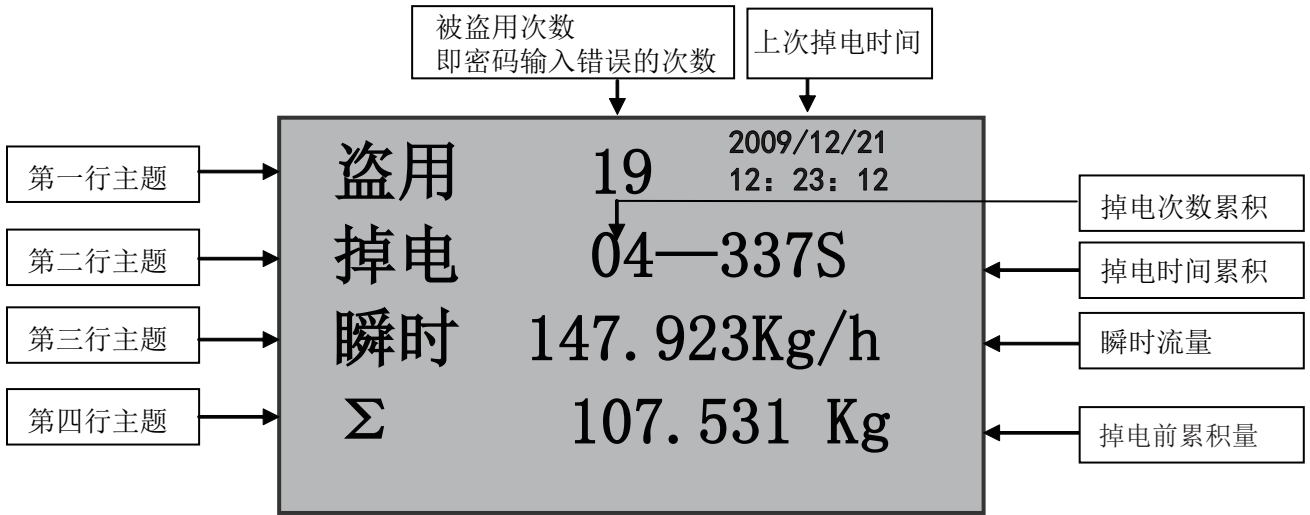 被盗用次数
即密码输入错误的次数
上次掉电时间
第一行主题
盗用
19
2009/12/21
12：23：12
掉电次数累积
第二行主题
掉电
04—337S
掉电时间累积
第三行主题
瞬时
147.923Kg/h
瞬时流量
第四行主题
Σ
107.531 Kg
掉电前累积量